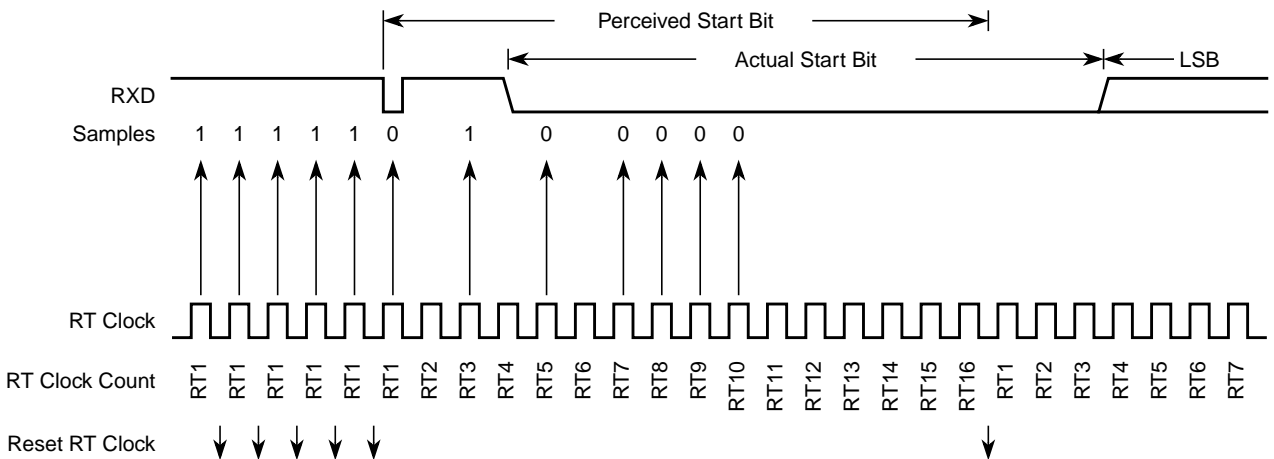 Perceived Start Bit
Actual Start Bit
LSB
RXD
Samples 1 1 1 1 1 0 1 0 0 0 0 0
RT Clock
RT Clock Count RT1 RT1 RT1 RT1 RT1 RT1 RT2 RT3 RT4 RT5 RT6 RT7 RT8 RT9 RT10 RT11 RT12 RT13 RT14 RT15 RT16 RT1 RT2 RT3 RT4 RT5 RT6 RT7
Reset RT Clock